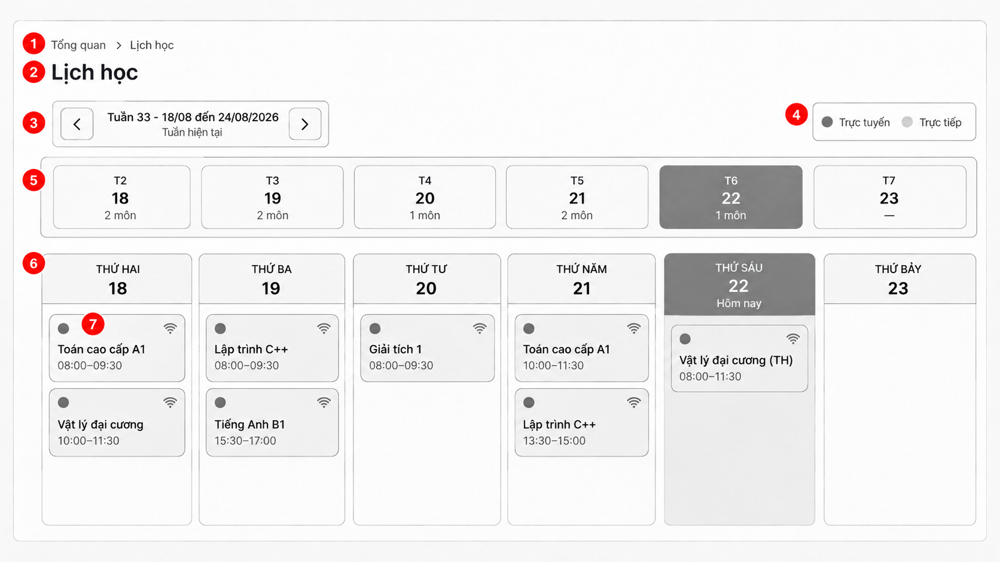 1 Tổng quan > Lịch học
2 Lịch học
3
Tuần 33 - 18/08 đến 24/08/2026
Tuần hiện tại
4 Trực tuyến Trực tiếp
5
T2
18
2 môn
T3
19
2 môn
T4
20
1 môn
T5
21
2 môn
T6
22
1 môn
T7
23
—
6
THỨ HAI
18
7
Toán cao cấp A1
08:00–09:30
Vật lý đại cương
10:00–11:30
THỨ BA
19
Lập trình C++
08:00–09:30
Tiếng Anh B1
15:30–17:00
THỨ TƯ
20
Giải tích 1
08:00–09:30
THỨ NĂM
21
Toán cao cấp A1
10:00–11:30
Lập trình C++
13:30–15:00
THỨ SÁU
22
Hôm nay
Vật lý đại cương (TH)
08:00–11:30
THỨ BẢY
23